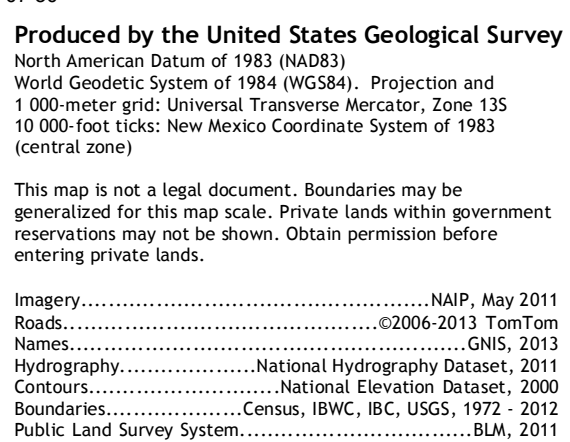 Produced by the United States Geological Survey
North American Datum of 1983 (NAD83)
World Geodetic System of 1984 (WGS84). Projection and
1 000-meter grid: Universal Transverse Mercator, Zone 13S
10 000-foot ticks: New Mexico Coordinate System of 1983
(central zone)
This map is not a legal document. Boundaries may be
generalized for this map scale. Private lands within government
reservations may not be shown. Obtain permission before
entering private lands.
Imagery.................................................NAIP, May 2011
Roads..............................................©2006-2013 TomTom
Names..........................................................GNIS, 2013
Hydrography....................National Hydrography Dataset, 2011
Contours............................National Elevation Dataset, 2000
Boundaries....................Census, IBWC, IBC, USGS, 1972 - 2012
Public Land Survey System..................................BLM, 2011